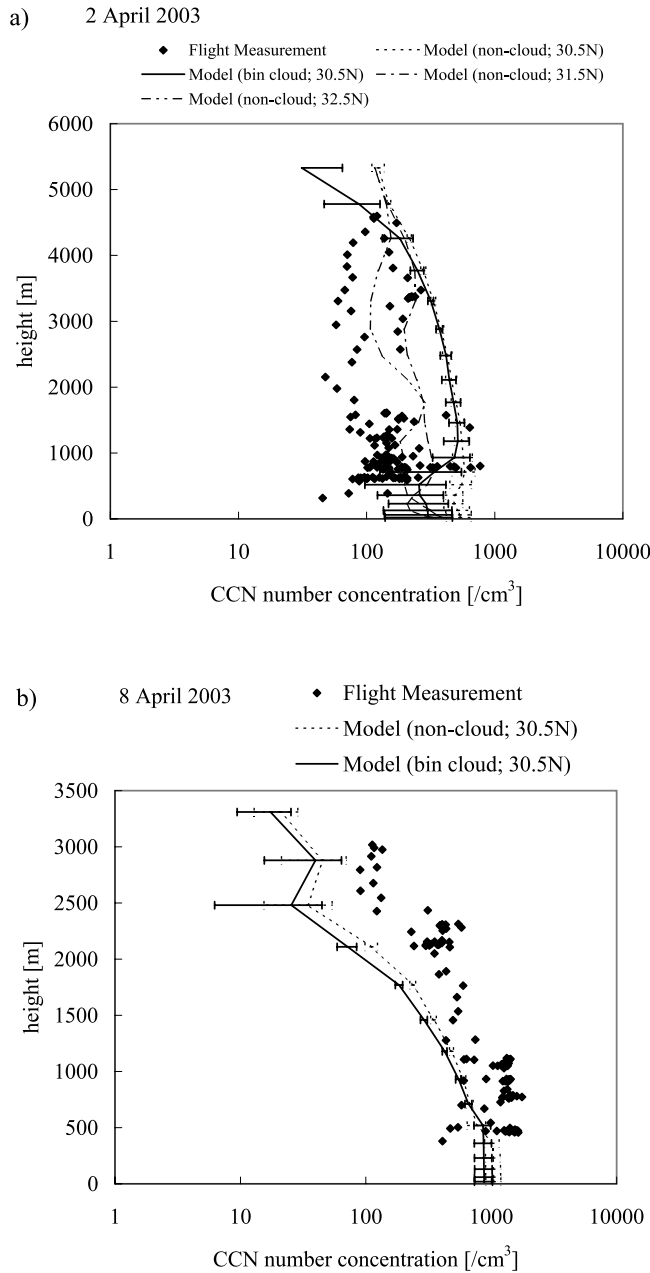 a) 2 April 2003
Flight Measurement
Model (non-cloud; 30.5N)
Model (bin cloud; 30.5N)
Model (non-cloud; 31.5N)
Model (non-cloud; 32.5N)
6000
5000
4000
3000
2000
1000
0
height [m]
1 10 100 1000 10000
CCN number concentration [/cm³]
b) 8 April 2003
Flight Measurement
Model (non-cloud; 30.5N)
Model (bin cloud; 30.5N)
3500
3000
2500
2000
1500
1000
500
0
height [m]
1 10 100 1000 10000
CCN number concentration [/cm³]